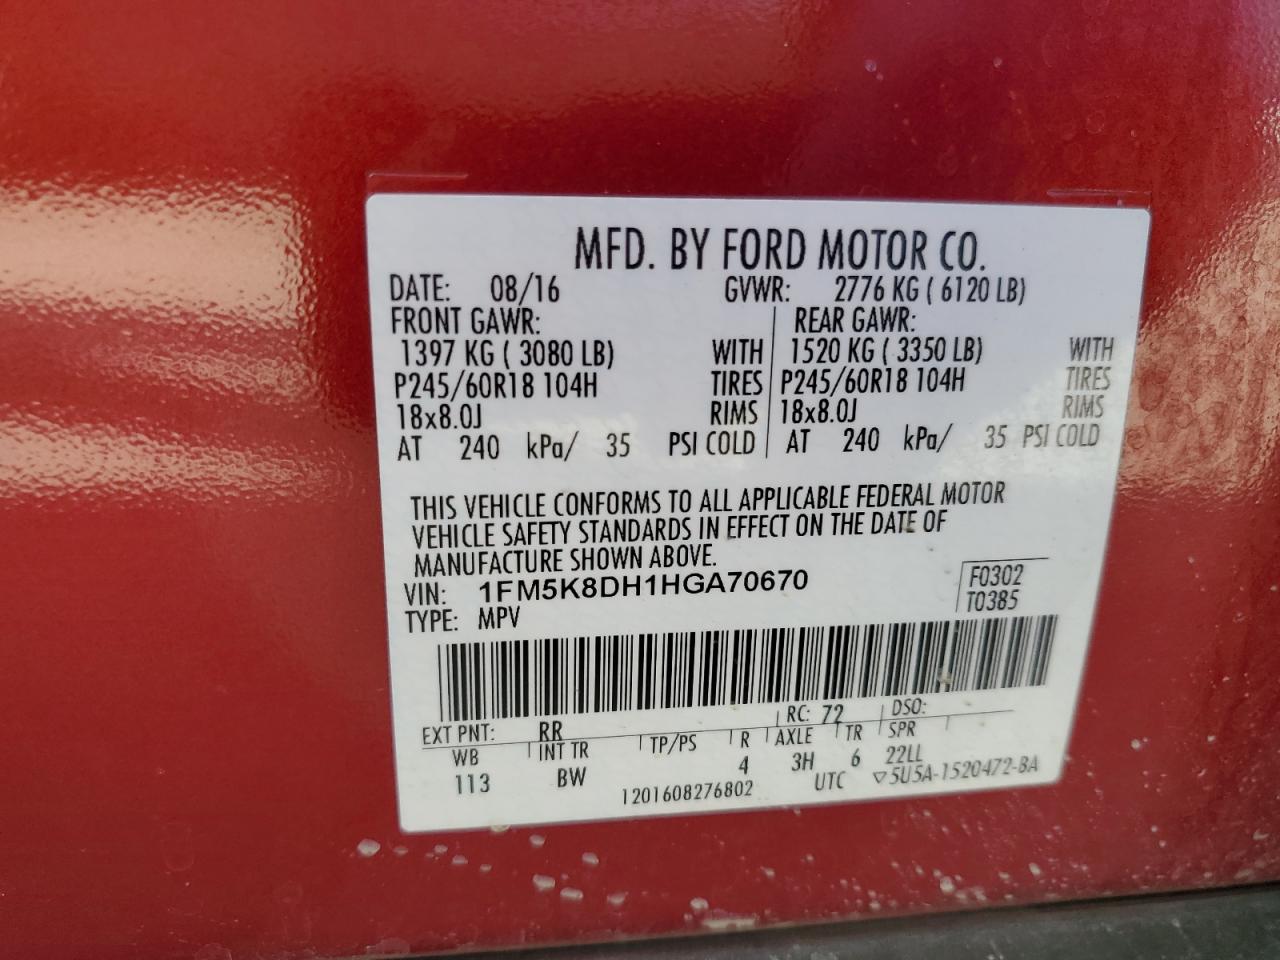 MFD. BY FORD MOTOR CO.
DATE: 08/16 GVWR: 2776 KG ( 6120 LB)
FRONT GAWR: REAR GAWR:
1397 KG ( 3080 LB) WITH 1520 KG ( 3350 LB) WITH
P245/60R18 104H TIRES P245/60R18 104H TIRES
18x8.0J RIMS 18x8.0J RIMS
AT 240 kPa/ 35 PSI COLD AT 240 kPa/ 35 PSI COLD
THIS VEHICLE CONFORMS TO ALL APPLICABLE FEDERAL MOTOR
VEHICLE SAFETY STANDARDS IN EFFECT ON THE DATE OF
MANUFACTURE SHOWN ABOVE.
VIN: 1FM5K8DH1HGA70670 F0302
TYPE: MPV T0385
EXT PNT: RR RC: 72 DSO:
WB INT TR TP/PS R AXLE TR SPR
113 BW 4 3H 6 22LL
1201608276802 UTC ▽5U5A-1520472-BA